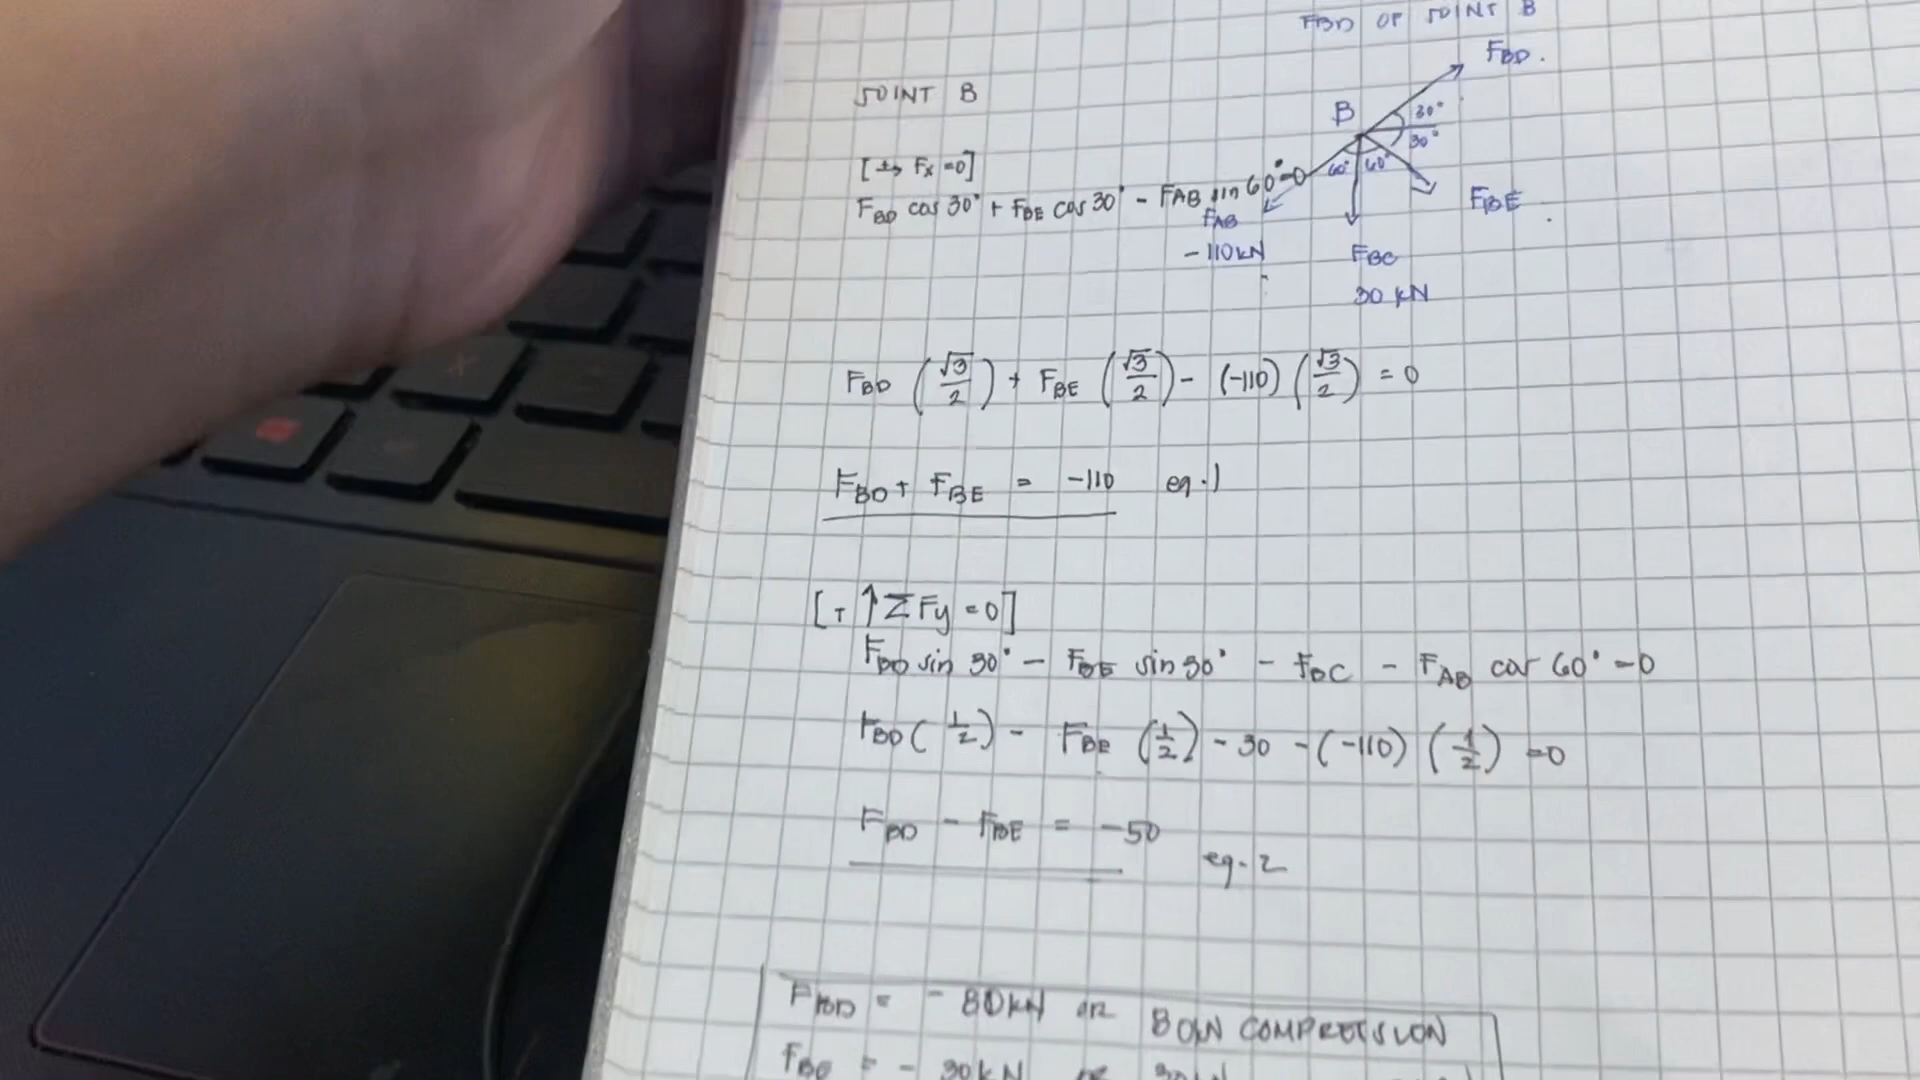 FBD OF JOINT B
FBD.
JOINT B
B
30°
30°
[→+ Fx =0]
60° 60°
FBD cos 30° + FBE cos 30° - FAB sin 60° =0
FBE
FAB
-110kN
FBC
30 kN
FBD (√3/2) + FBE (√3/2) - (-110) (√3/2) = 0
FBD + FBE = -110 eq.1
[+↑ΣFy =0]
FBD sin 30° - FBE sin 30° - FBC - FAB cos 60° =0
FBD (1/2) - FBE (1/2) - 30 - (-110) (1/2) =0
FBD - FBE = -50
eq. 2
FBD = - 80kN or 80kN COMPRESSION
= - 30kN or 30kN